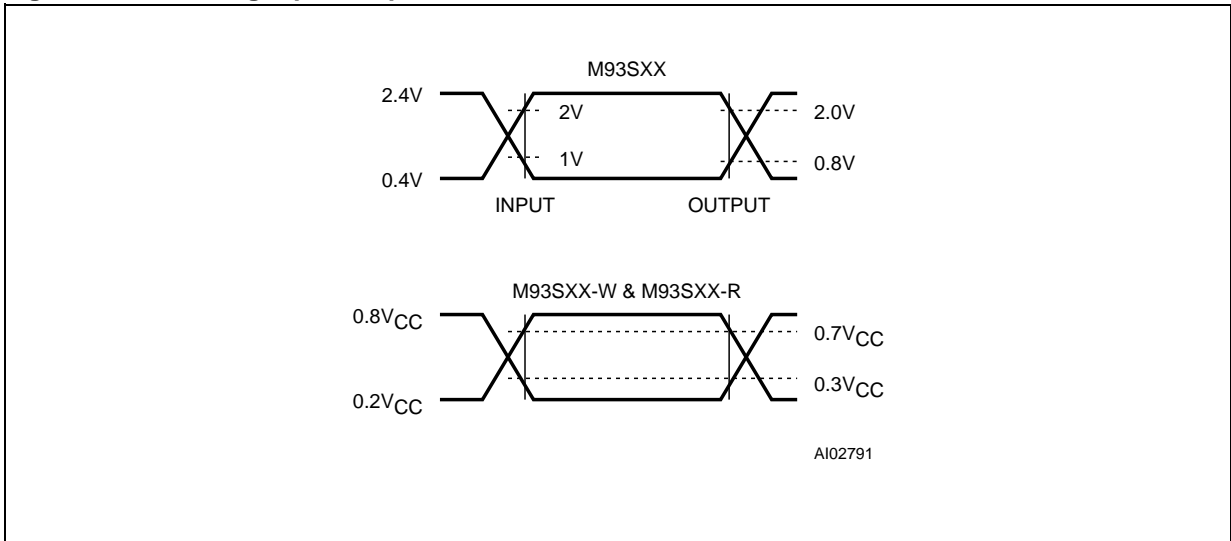 M93SXX
2.4V
2V
2.0V
1V
0.8V
0.4V
INPUT
OUTPUT
M93SXX-W & M93SXX-R
0.8VCC
0.7VCC
0.3VCC
0.2VCC
AI02791